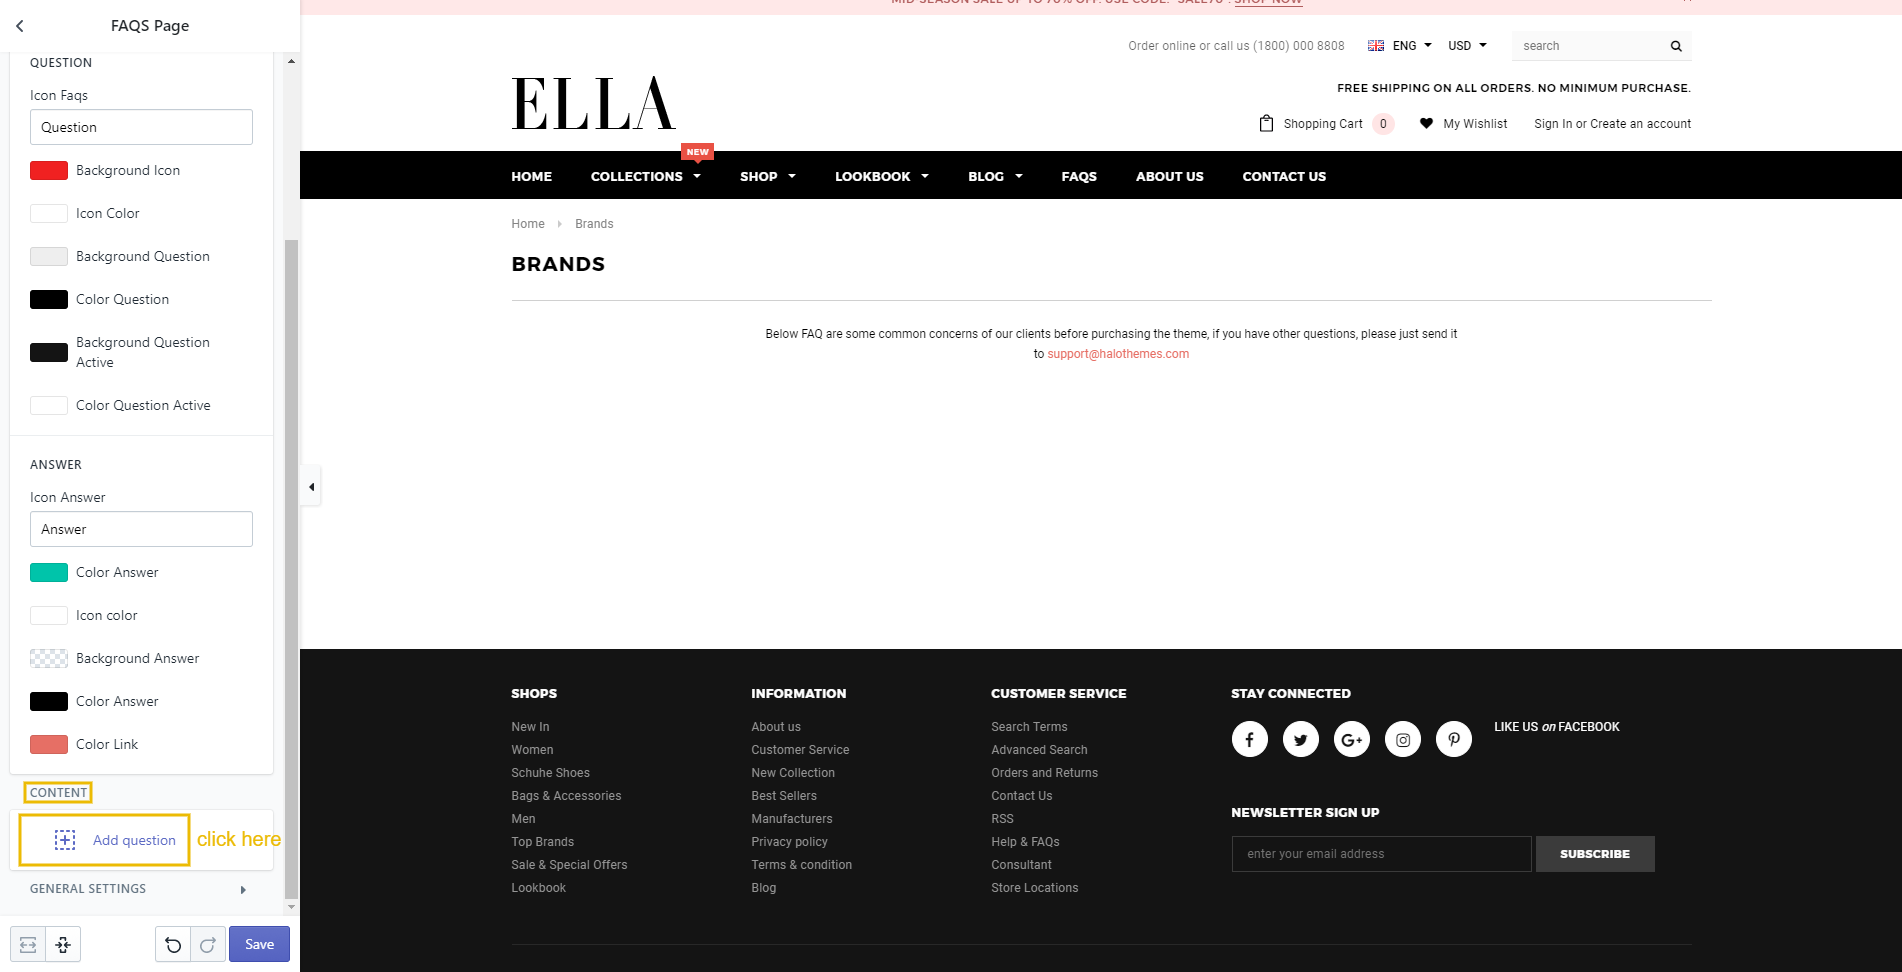 FAQS Page
QUESTION
Icon Faqs
Question
Background Icon
Icon Color
Background Question
Color Question
Background Question
Active
Color Question Active
ANSWER
Icon Answer
Answer
Color Answer
Icon color
Background Answer
Color Answer
Color Link
CONTENT
Add question click here
GENERAL SETTINGS
Save
MID-SEASON SALE UP TO 70% OFF. USE CODE: "SALE70". SHOP NOW
Order online or call us (1800) 000 8808 ENG USD search
ELLA
FREE SHIPPING ON ALL ORDERS. NO MINIMUM PURCHASE.
Shopping Cart 0 My Wishlist Sign In or Create an account
NEW
HOME COLLECTIONS SHOP LOOKBOOK BLOG FAQS ABOUT US CONTACT US
Home Brands
BRANDS
Below FAQ are some common concerns of our clients before purchasing the theme, if you have other questions, please just send it
to support@halothemes.com
SHOPS
New In
Women
Schuhe Shoes
Bags & Accessories
Men
Top Brands
Sale & Special Offers
Lookbook
INFORMATION
About us
Customer Service
New Collection
Best Sellers
Manufacturers
Privacy policy
Terms & condition
Blog
CUSTOMER SERVICE
Search Terms
Advanced Search
Orders and Returns
Contact Us
RSS
Help & FAQs
Consultant
Store Locations
STAY CONNECTED
LIKE US on FACEBOOK
NEWSLETTER SIGN UP
enter your email address SUBSCRIBE